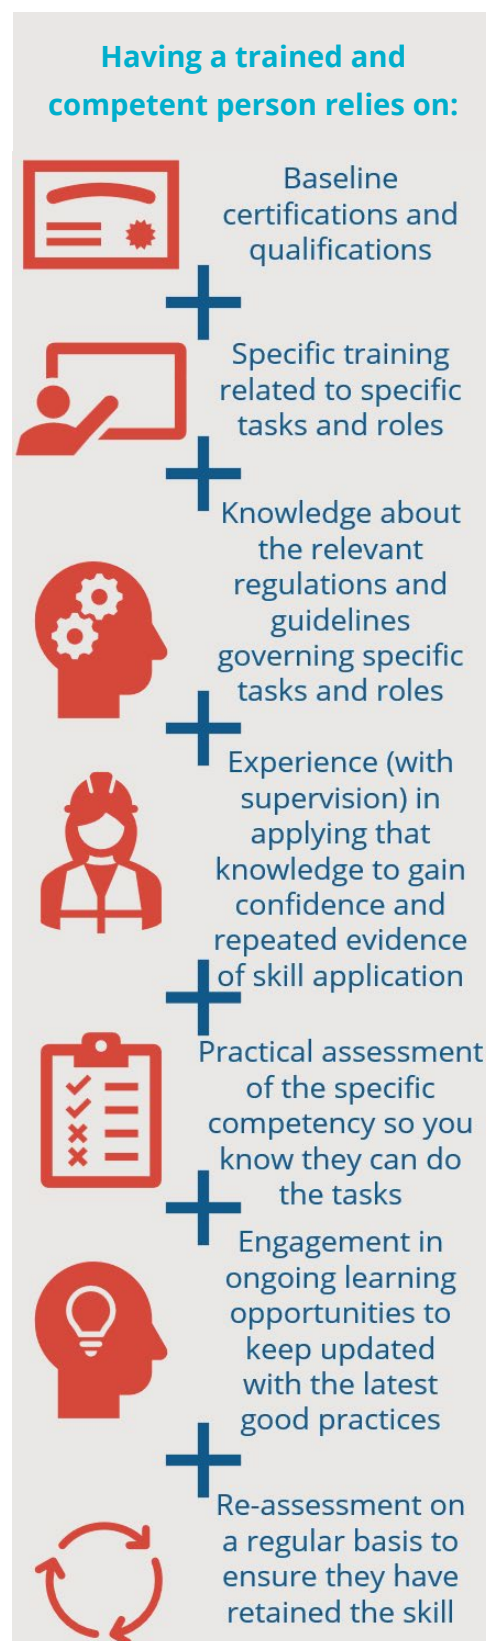 Having a trained and
competent person relies on:
Baseline
certifications and
qualifications
Specific training
related to specific
tasks and roles
Knowledge about
the relevant
regulations and
guidelines
governing specific
tasks and roles
Experience (with
supervision) in
applying that
knowledge to gain
confidence and
repeated evidence
of skill application
Practical assessment
of the specific
competency so you
know they can do
the tasks
Engagement in
ongoing learning
opportunities to
keep updated
with the latest
good practices
Re-assessment on
a regular basis to
ensure they have
retained the skill